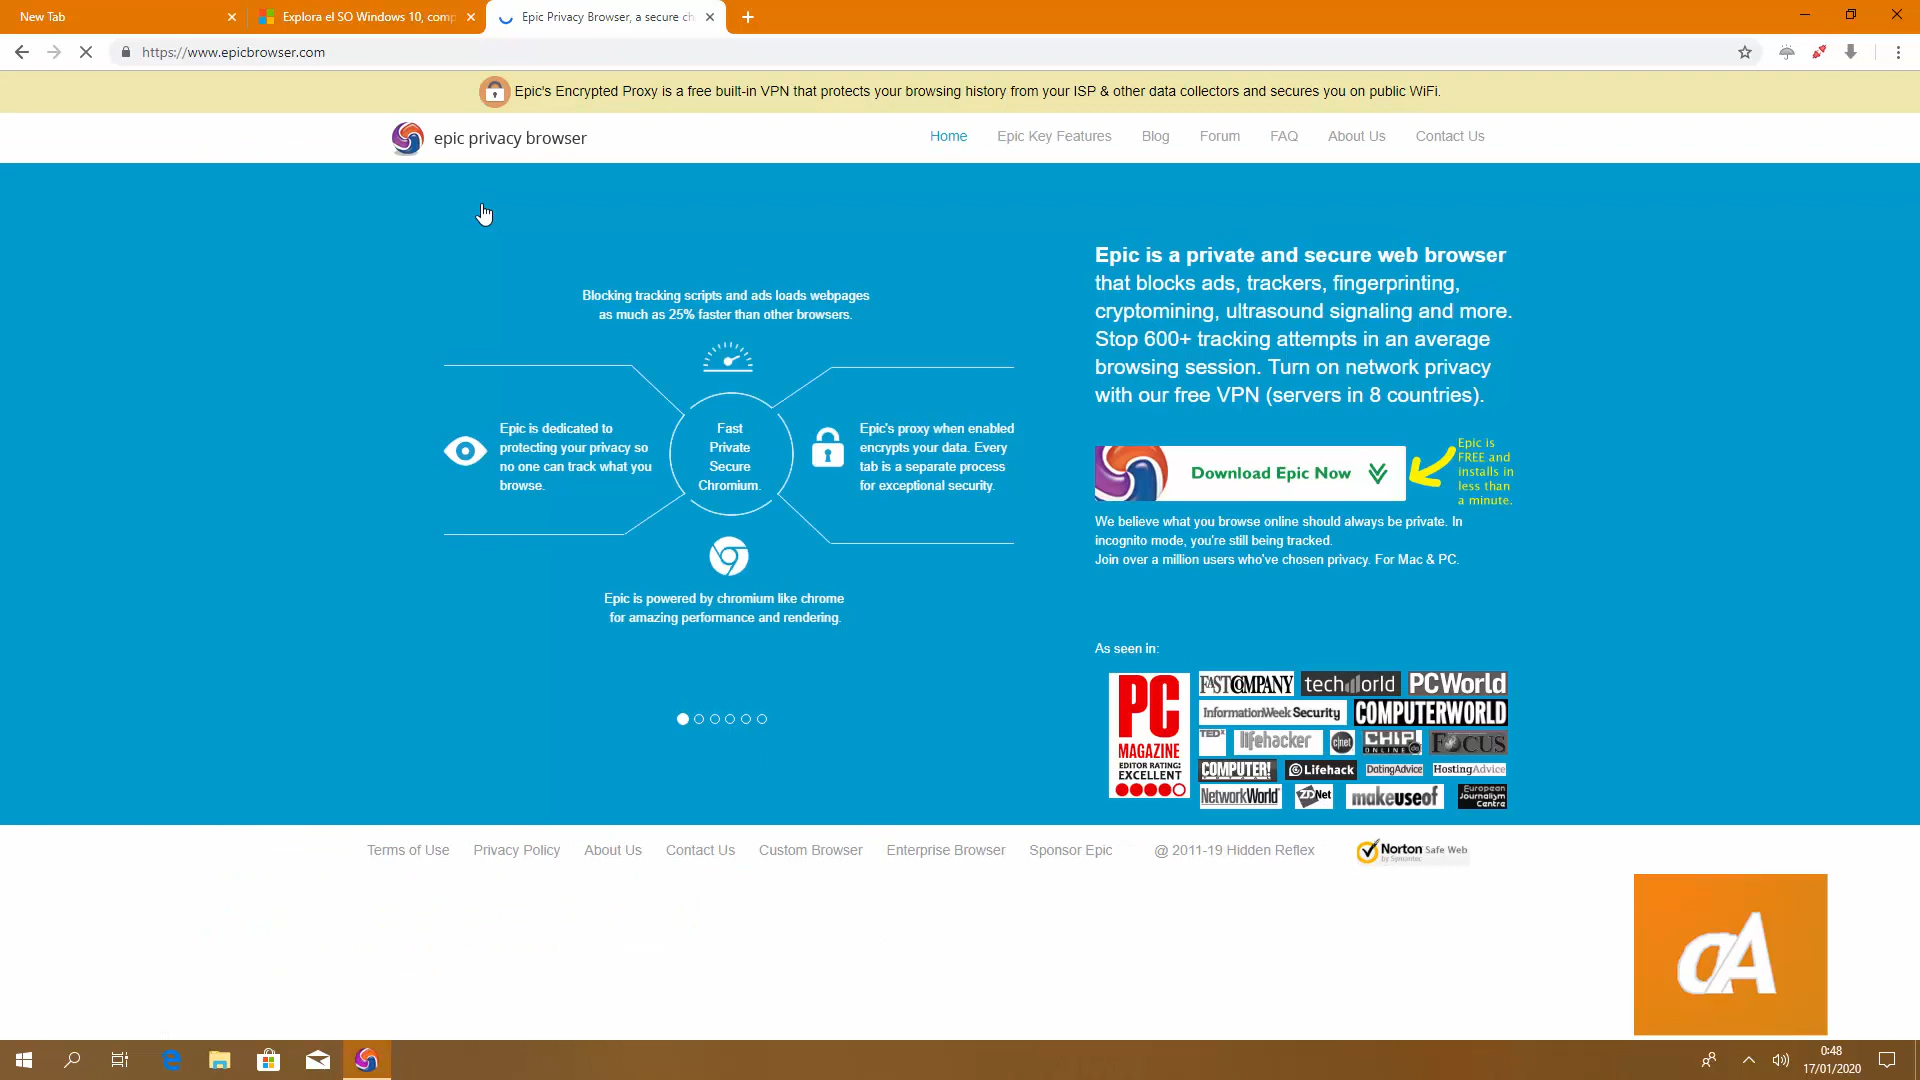 New Tab
Explora el SO Windows 10, comp
Epic Privacy Browser, a secure ch
https://www.epicbrowser.com
Epic's Encrypted Proxy is a free built-in VPN that protects your browsing history from your ISP & other data collectors and secures you on public WiFi.
epic privacy browser
Home
Epic Key Features
Blog
Forum
FAQ
About Us
Contact Us
Blocking tracking scripts and ads loads webpages
as much as 25% faster than other browsers.
Epic is dedicated to
protecting your privacy so
no one can track what you
browse.
Fast
Private
Secure
Chromium.
Epic's proxy when enabled
encrypts your data. Every
tab is a separate process
for exceptional security.
Epic is powered by chromium like chrome
for amazing performance and rendering.
Epic is a private and secure web browser
that blocks ads, trackers, fingerprinting,
cryptomining, ultrasound signaling and more.
Stop 600+ tracking attempts in an average
browsing session. Turn on network privacy
with our free VPN (servers in 8 countries).
Download Epic Now
Epic is
FREE and
installs in
less than
a minute.
We believe what you browse online should always be private. In
incognito mode, you're still being tracked.
Join over a million users who've chosen privacy. For Mac & PC.
As seen in:
PC
MAGAZINE
EDITOR RATING:
EXCELLENT
FAST COMPANY
techworld
PCWorld
InformationWeek Security
COMPUTERWORLD
TEDx
lifehacker
c|net
CHIP
ONLINE.de
FOCUS
COMPUTER!
Lifehack
DatingAdvice
HostingAdvice
NetworkWorld
ZDNet
makeuseof
European
Journalism
Centre
Terms of Use
Privacy Policy
About Us
Contact Us
Custom Browser
Enterprise Browser
Sponsor Epic
@ 2011-19 Hidden Reflex
Norton Safe Web
by Symantec
aA
0:48
17/01/2020